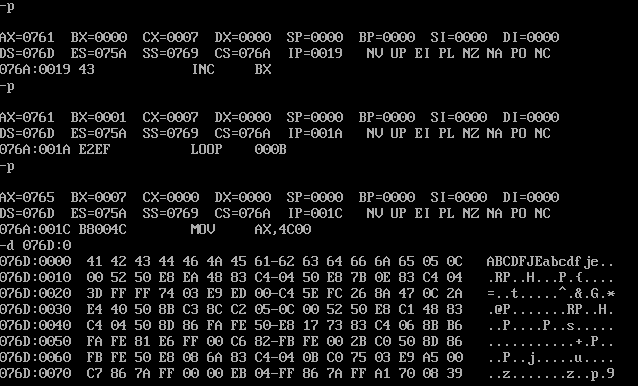 -p
AX=0761  BX=0000  CX=0007  DX=0000  SP=0000  BP=0000  SI=0000  DI=0000
DS=076D  ES=075A  SS=0769  CS=076A  IP=0019   NV UP EI PL NZ NA PO NC
076A:0019 43            INC     BX
-p
AX=0761  BX=0001  CX=0007  DX=0000  SP=0000  BP=0000  SI=0000  DI=0000
DS=076D  ES=075A  SS=0769  CS=076A  IP=001A   NV UP EI PL NZ NA PO NC
076A:001A E2EF          LOOP    000B
-p
AX=0765  BX=0007  CX=0000  DX=0000  SP=0000  BP=0000  SI=0000  DI=0000
DS=076D  ES=075A  SS=0769  CS=076A  IP=001C   NV UP EI PL NZ NA PO NC
076A:001C B8004C        MOV     AX,4C00
-d 076D:0
076D:0000  41 42 43 44 46 4A 45 61-62 63 64 66 6A 65 05 0C   ABCDFJEabcdfje..
076D:0010  00 52 50 E8 EA 48 83 C4-04 50 E8 7B 0E 83 C4 04   .RP..H...P.{....
076D:0020  3D FF FF 74 03 E9 ED 00-C4 5E FC 26 8A 47 0C 2A   =..t.....^.&.G.*
076D:0030  E4 40 50 8B C3 8C C2 05-0C 00 52 50 E8 C1 48 83   .@P.......RP..H.
076D:0040  C4 04 50 8D 86 FA FE 50-E8 17 73 83 C4 06 8B B6   ..P....P..s.....
076D:0050  FA FE 81 E6 FF 00 C6 82-FB FE 00 2B C0 50 8D 86   ...........+.P..
076D:0060  FB FE 50 E8 08 6A 83 C4-04 0B C0 75 03 E9 A5 00   ..P..j.....u....
076D:0070  C7 86 7A FF 00 00 EB 04-FF 86 7A FF A1 70 08 39   ..z.......z..p.9